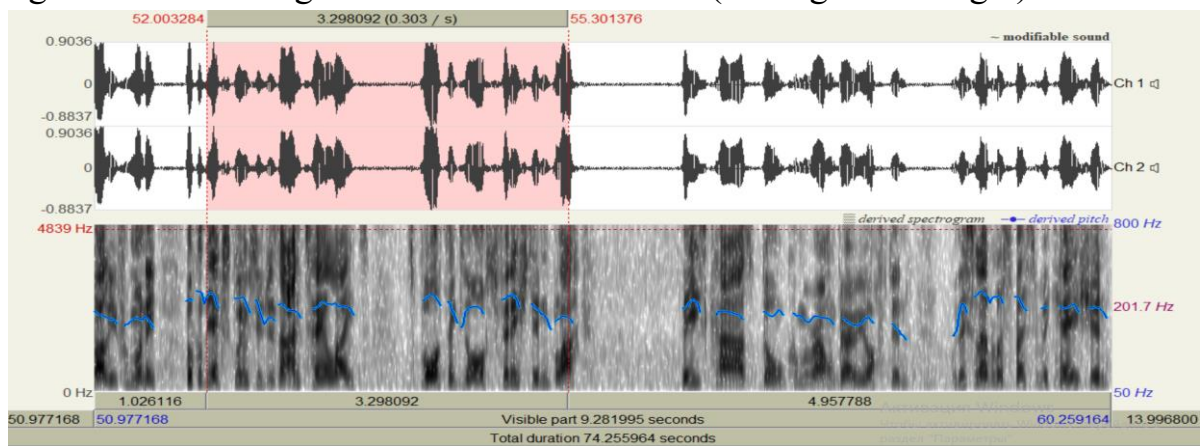 52.003284 3.298092 (0.303 / s) 55.301376
~ modifiable sound
0.9036
0 Ch 1
-0.8837
0.9036
0 Ch 2
-0.8837
derived spectrogram derived pitch
4839 Hz 800 Hz
201.7 Hz
0 Hz 50 Hz
1.026116 3.298092 4.957788
50.977168 50.977168 Visible part 9.281995 seconds 60.259164 13.996800
Total duration 74.255964 seconds